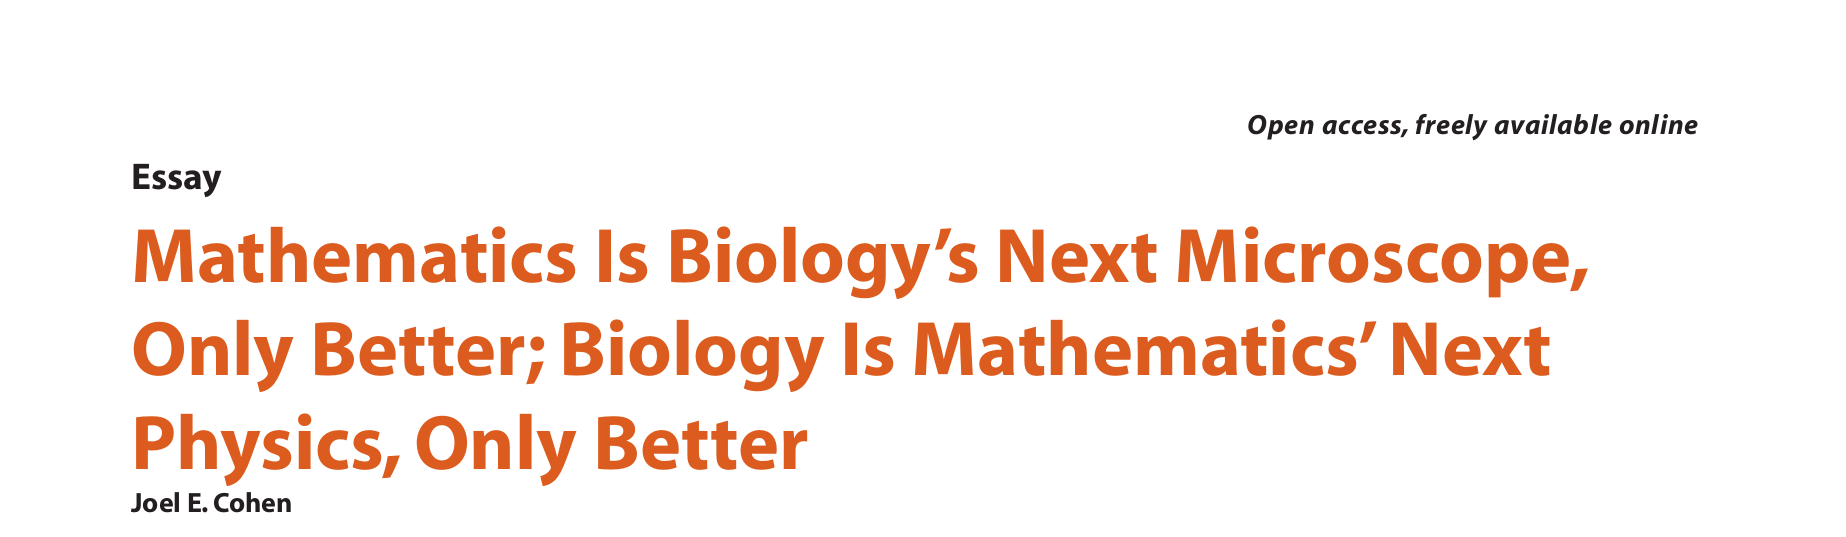 Open access, freely available online
Essay
Mathematics Is Biology’s Next Microscope,
Only Better; Biology Is Mathematics’ Next
Physics, Only Better
Joel E. Cohen